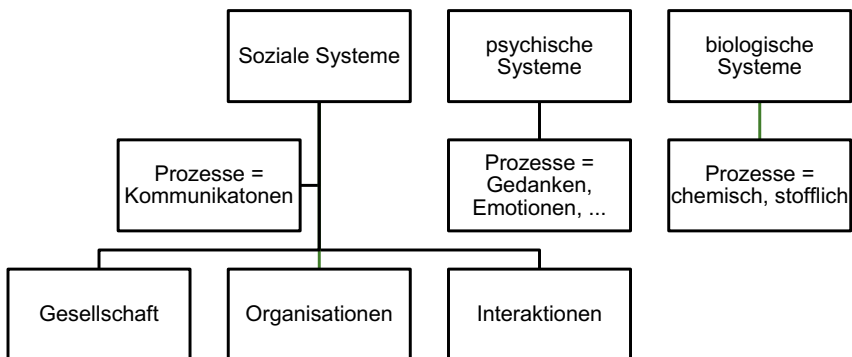 Soziale Systeme
psychische
Systeme
biologische
Systeme
Prozesse =
Kommunikatonen
Prozesse =
Gedanken,
Emotionen, ...
Prozesse =
chemisch, stofflich
Gesellschaft
Organisationen
Interaktionen